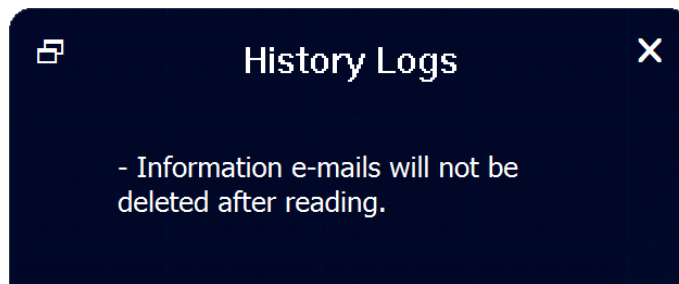 History Logs
- Information e-mails will not be
deleted after reading.